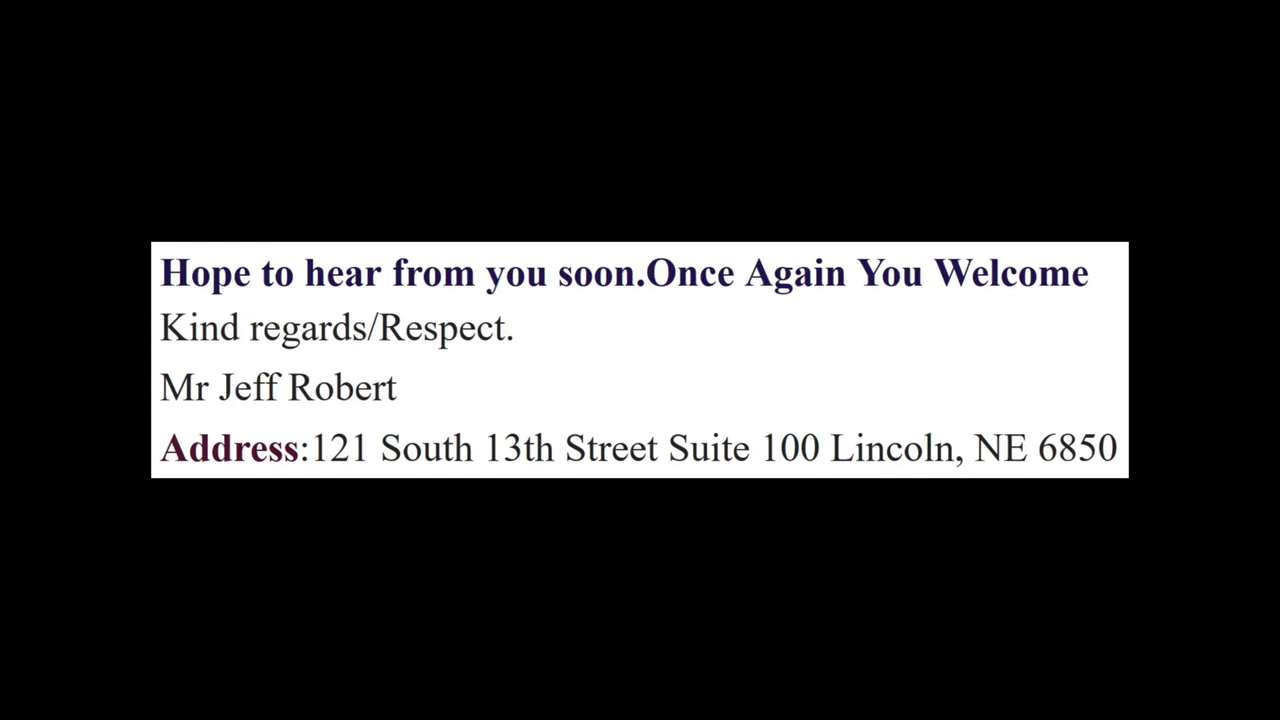 Hope to hear from you soon.Once Again You Welcome
Kind regards/Respect.
Mr Jeff Robert
Address:121 South 13th Street Suite 100 Lincoln, NE 6850